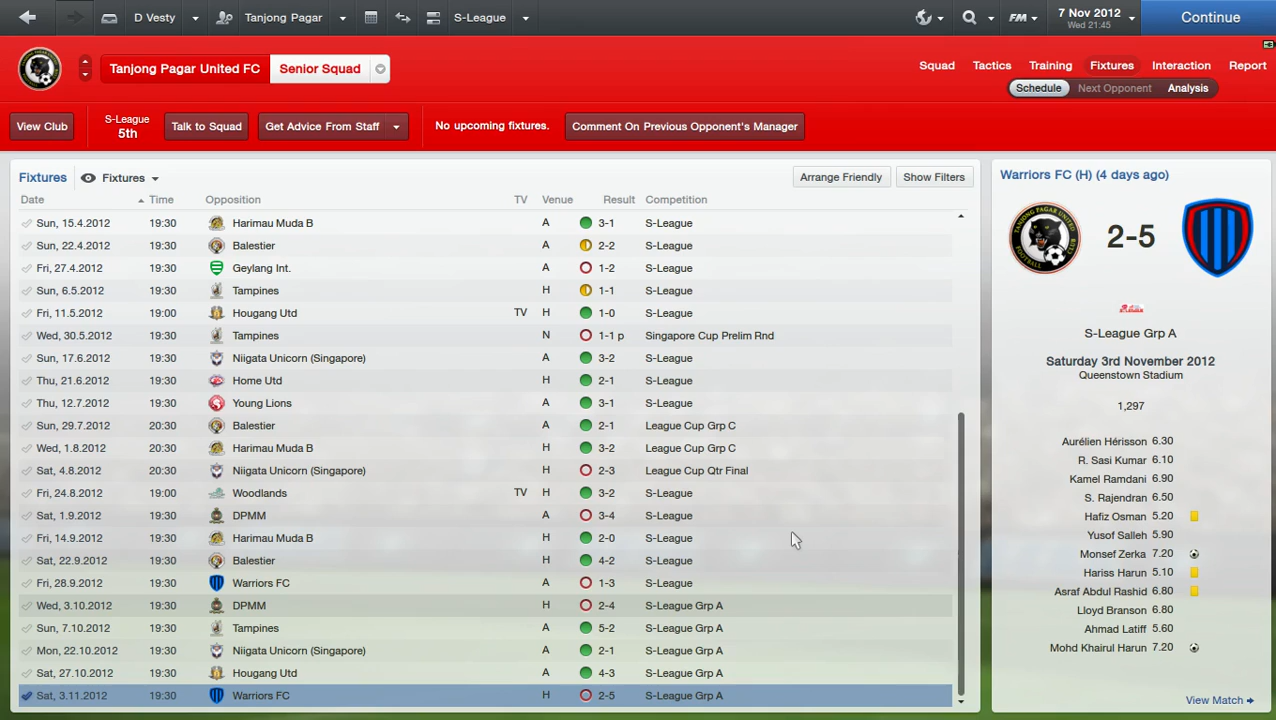 D Vesty Tanjong Pagar S-League FM 7 Nov 2012 Wed 21:45 Continue
Tanjong Pagar United FC Senior Squad Squad Tactics Training Fixtures Interaction Report
Schedule Next Opponent Analysis
View Club S-League 5th Talk to Squad Get Advice From Staff No upcoming fixtures. Comment On Previous Opponent's Manager
Fixtures Fixtures Arrange Friendly Show Filters
Date Time Opposition TV Venue Result Competition
Sun, 15.4.2012 19:30 Harimau Muda B A 3-1 S-League
Sun, 22.4.2012 19:30 Balestier A 2-2 S-League
Fri, 27.4.2012 19:30 Geylang Int. A 1-2 S-League
Sun, 6.5.2012 19:30 Tampines H 1-1 S-League
Fri, 11.5.2012 19:00 Hougang Utd TV H 1-0 S-League
Wed, 30.5.2012 19:30 Tampines N 1-1 p Singapore Cup Prelim Rnd
Sun, 17.6.2012 19:30 Niigata Unicorn (Singapore) A 3-2 S-League
Thu, 21.6.2012 19:30 Home Utd H 2-1 S-League
Thu, 12.7.2012 19:30 Young Lions A 3-1 S-League
Sun, 29.7.2012 20:30 Balestier A 2-1 League Cup Grp C
Wed, 1.8.2012 20:30 Harimau Muda B H 3-2 League Cup Grp C
Sat, 4.8.2012 20:30 Niigata Unicorn (Singapore) H 2-3 League Cup Qtr Final
Fri, 24.8.2012 19:00 Woodlands TV H 3-2 S-League
Sat, 1.9.2012 19:30 DPMM A 3-4 S-League
Fri, 14.9.2012 19:30 Harimau Muda B H 2-0 S-League
Sat, 22.9.2012 19:30 Balestier H 4-2 S-League
Fri, 28.9.2012 19:30 Warriors FC A 1-3 S-League
Wed, 3.10.2012 19:30 DPMM H 2-4 S-League Grp A
Sun, 7.10.2012 19:30 Tampines A 5-2 S-League Grp A
Mon, 22.10.2012 19:30 Niigata Unicorn (Singapore) A 2-1 S-League Grp A
Sat, 27.10.2012 19:30 Hougang Utd H 4-3 S-League Grp A
Sat, 3.11.2012 19:30 Warriors FC H 2-5 S-League Grp A
Warriors FC (H) (4 days ago)
2-5
S-League Grp A
Saturday 3rd November 2012
Queenstown Stadium
1,297
Aurélien Hérisson 6.30
R. Sasi Kumar 6.10
Kamel Ramdani 6.90
S. Rajendran 6.50
Hafiz Osman 5.20
Yusof Salleh 5.90
Monsef Zerka 7.20
Hariss Harun 5.10
Asraf Abdul Rashid 6.80
Lloyd Branson 6.80
Ahmad Latiff 5.60
Mohd Khairul Harun 7.20
View Match